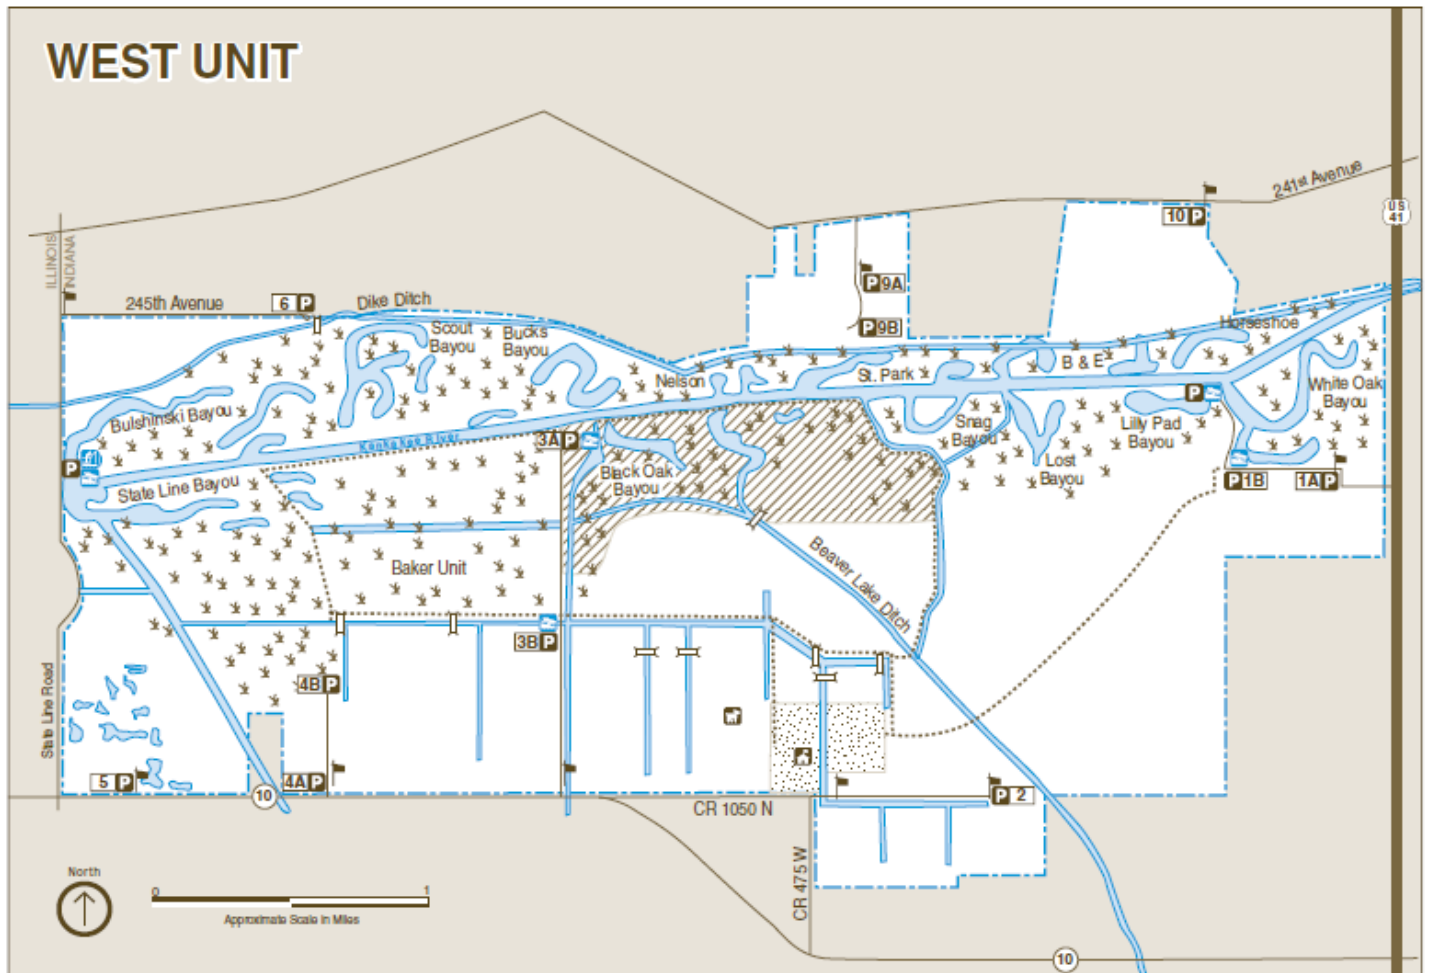 WEST UNIT
241st Avenue
US
41
10 P
ILLINOIS
INDIANA
P 9A
245th Avenue
6 P
Dike Ditch
P 9B
Scout
Bayou
Bucks
Bayou
Horseshoe
Nelson
St. Park
B & E
White Oak
Bayou
P
Bulshinski Bayou
Snag
Bayou
Lilly Pad
Bayou
Kankakee River
3A P
P
Black Oak
Bayou
Lost
Bayou
State Line Bayou
P 1B
1A P
Baker Unit
Beaver Lake Ditch
3B P
4B P
State Line Road
5 P
4A P
10
P 2
CR 1050 N
CR 475 W
North
0
1
Approximate Scale in Miles
10